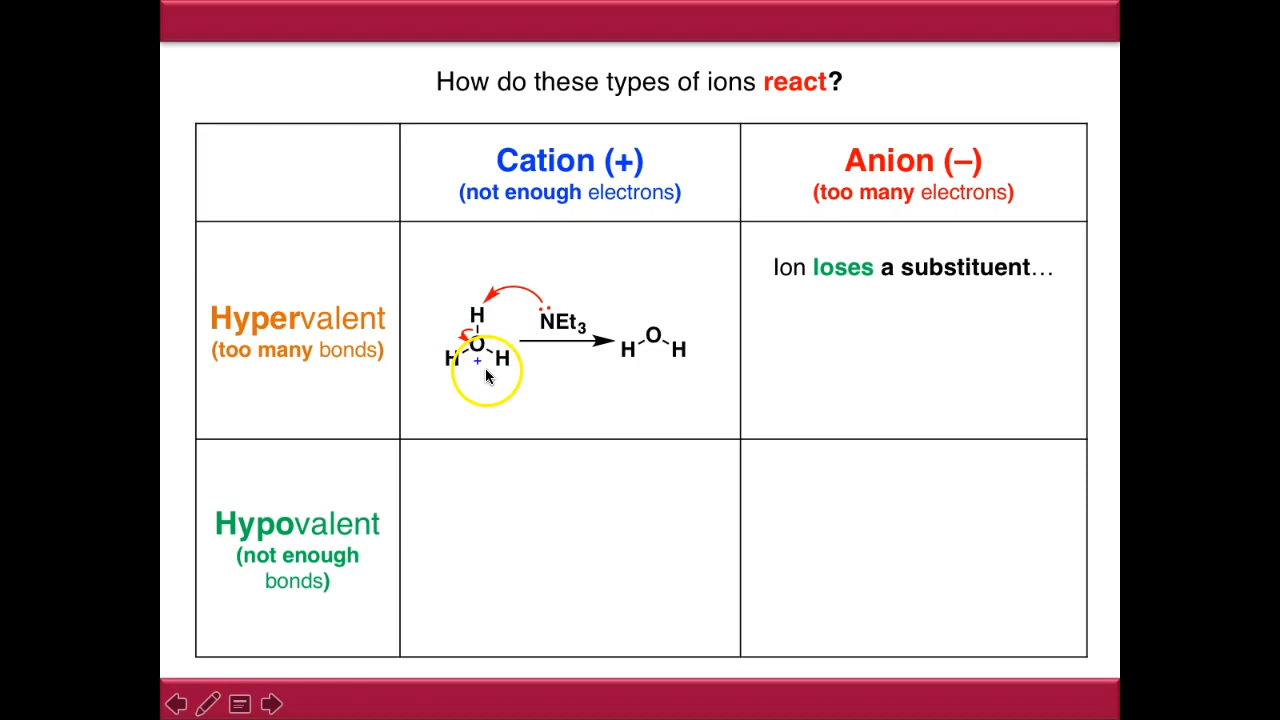 How do these types of ions react?
Cation (+)
(not enough electrons)
Anion (–)
(too many electrons)
Hypervalent
(too many bonds)
H
NEt3
O
H
H
+
H
O
H
Ion loses a substituent…
Hypovalent
(not enough
bonds)